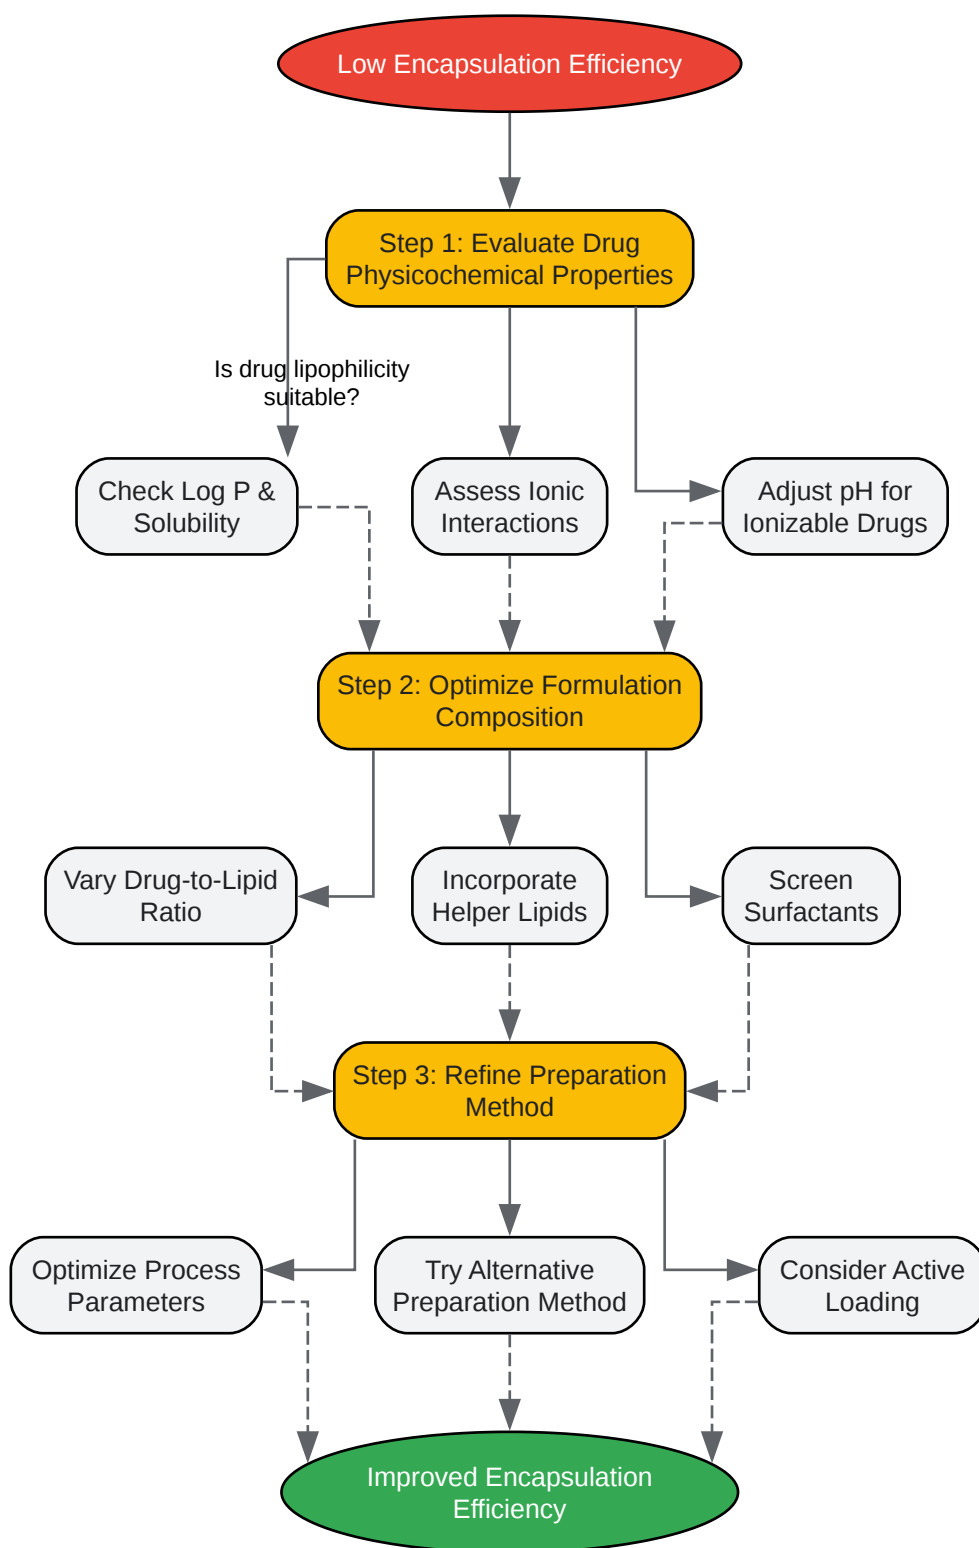 Low Encapsulation Efficiency
Step 1: Evaluate Drug
Physicochemical Properties
Is drug lipophilicity
suitable?
Check Log P &
Solubility
Assess Ionic
Interactions
Adjust pH for
Ionizable Drugs
Step 2: Optimize Formulation
Composition
Vary Drug-to-Lipid
Ratio
Incorporate
Helper Lipids
Screen
Surfactants
Step 3: Refine Preparation
Method
Optimize Process
Parameters
Try Alternative
Preparation Method
Consider Active
Loading
Improved Encapsulation
Efficiency